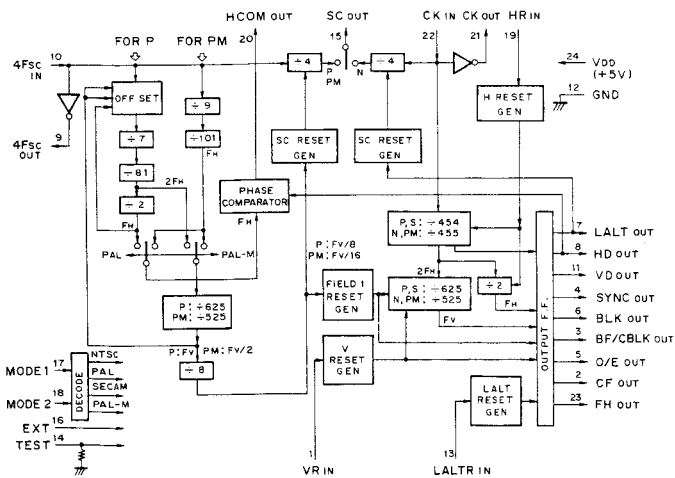 HCOM OUT
SC OUT
CK IN CK OUT HR IN
FOR P FOR PM
20
15
22
21
19
4FSC IN
10
÷4
P
PM
N
÷4
24
VDD (+5V)
12
GND
OFF SET
÷9
H RESET GEN
9
4FSC OUT
÷7
÷101
FH
SC RESET GEN
SC RESET GEN
÷81
2FH
÷2
PHASE COMPARATOR
FH
FH
P,S: ÷454
N,PM: ÷455
7
LALT OUT
8
HD OUT
PAL
PAL-M
P: FV/8
PM: FV/16
2FH
÷2
11
VD OUT
P: ÷625
PM: ÷525
FIELD 1 RESET GEN
P,S: ÷625
N,PM: ÷525
FH
4
SYNC OUT
FV
6
BLK OUT
OUTPUT F.F.
3
BF/CBLK OUT
P: FV
PM: FV/2
V RESET GEN
5
O/E OUT
÷8
MODE 1
17
DECODE
NTSC
PAL
SECAM
PAL-M
MODE 2
18
2
CF OUT
LALT RESET GEN
23
FH OUT
EXT
16
TEST
14
1
VR IN
13
LALTR IN